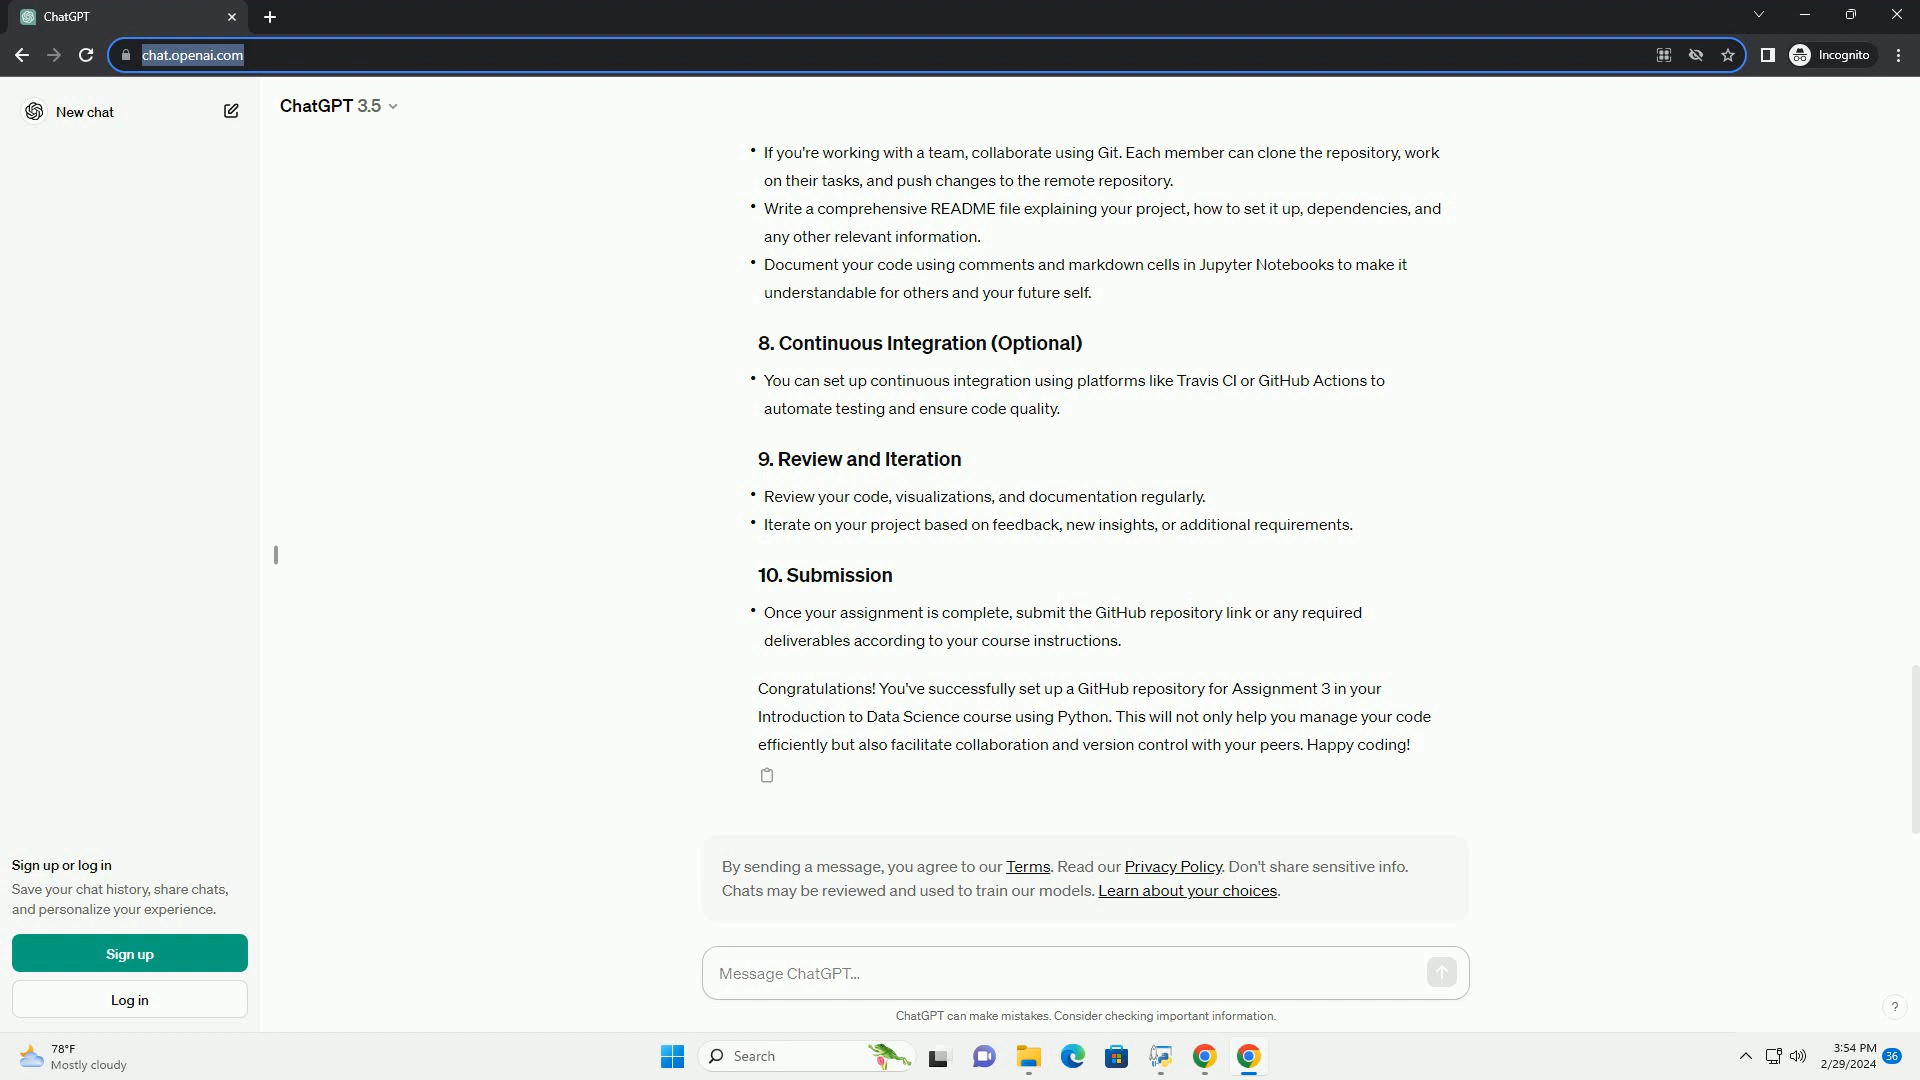 ChatGPT
chat.openai.com
Incognito
New chat
ChatGPT 3.5
• If you're working with a team, collaborate using Git. Each member can clone the repository, work
on their tasks, and push changes to the remote repository.
• Write a comprehensive README file explaining your project, how to set it up, dependencies, and
any other relevant information.
• Document your code using comments and markdown cells in Jupyter Notebooks to make it
understandable for others and your future self.
8. Continuous Integration (Optional)
• You can set up continuous integration using platforms like Travis CI or GitHub Actions to
automate testing and ensure code quality.
9. Review and Iteration
• Review your code, visualizations, and documentation regularly.
• Iterate on your project based on feedback, new insights, or additional requirements.
10. Submission
• Once your assignment is complete, submit the GitHub repository link or any required
deliverables according to your course instructions.
Congratulations! You've successfully set up a GitHub repository for Assignment 3 in your
Introduction to Data Science course using Python. This will not only help you manage your code
efficiently but also facilitate collaboration and version control with your peers. Happy coding!
Sign up or log in
Save your chat history, share chats,
and personalize your experience.
Sign up
Log in
By sending a message, you agree to our Terms. Read our Privacy Policy. Don't share sensitive info.
Chats may be reviewed and used to train our models. Learn about your choices.
Message ChatGPT...
ChatGPT can make mistakes. Consider checking important information.
?
78°F
Mostly cloudy
Search
3:54 PM
2/29/2024
36